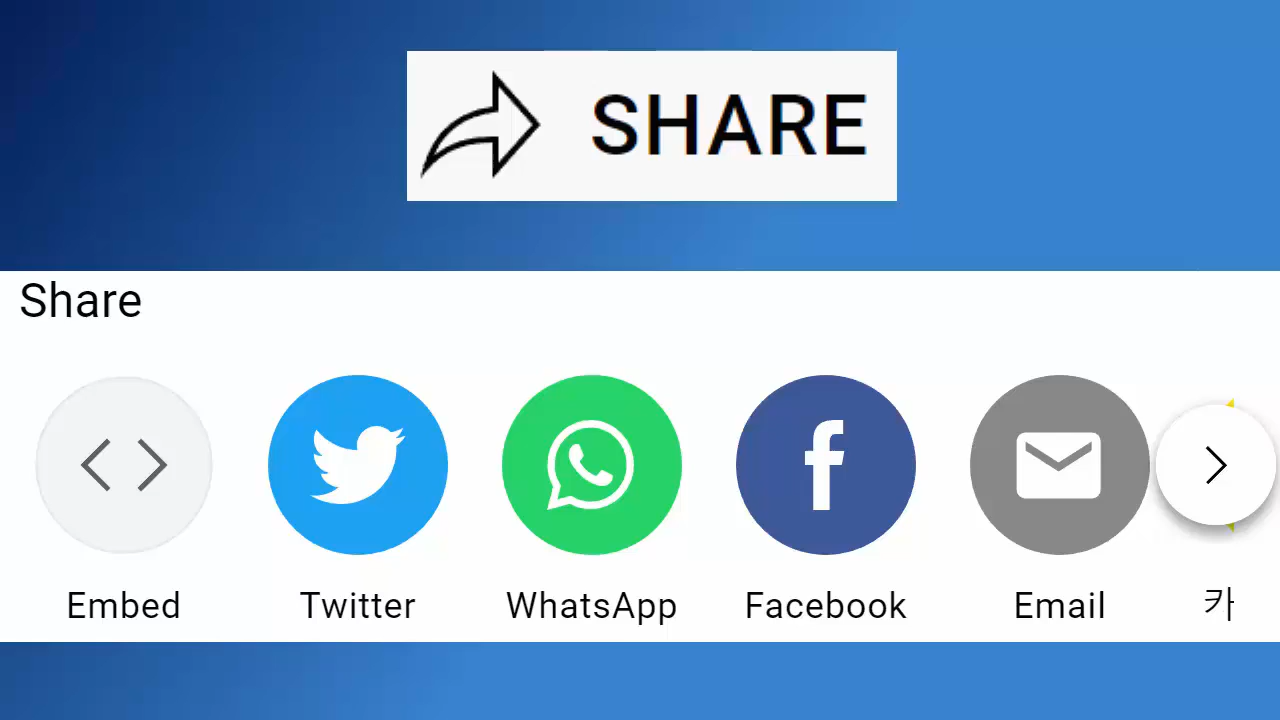 SHARE
Share
Embed
Twitter
WhatsApp
Facebook
Email
카